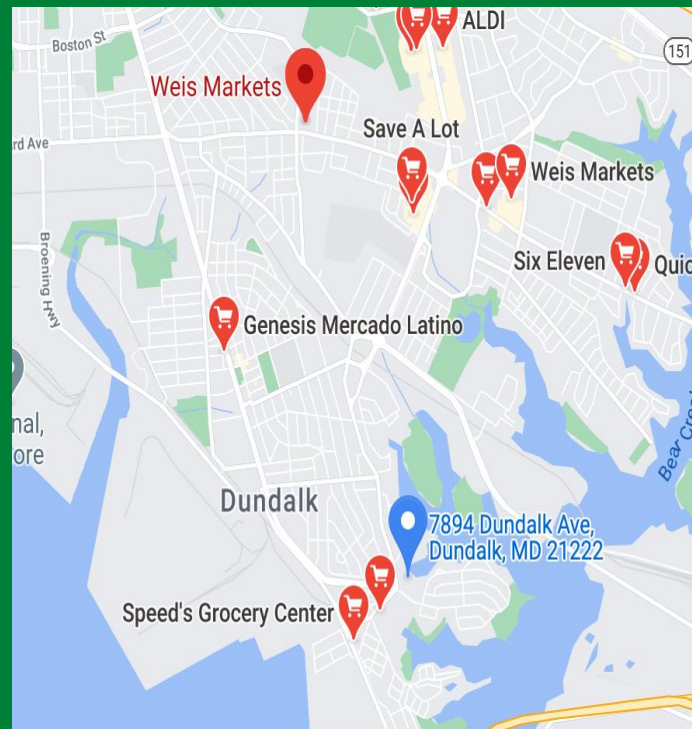 ALDI
Boston St
151
Weis Markets
Save A Lot
rd Ave
Weis Markets
Broening Hwy
Six Eleven
Quic
Genesis Mercado Latino
nal,
ore
Bear Cree
Dundalk
7894 Dundalk Ave,
Dundalk, MD 21222
Speed's Grocery Center